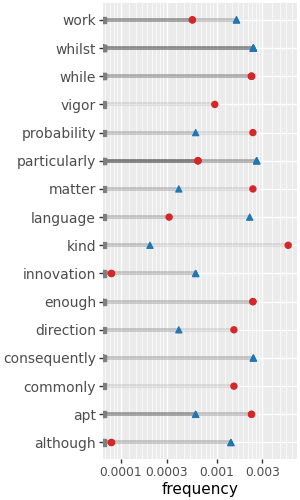 work
whilst
while
vigor
probability
particularly
matter
language
kind
innovation
enough
direction
consequently
commonly
apt
although
0.0001 0.0003 0.001 0.003
frequency